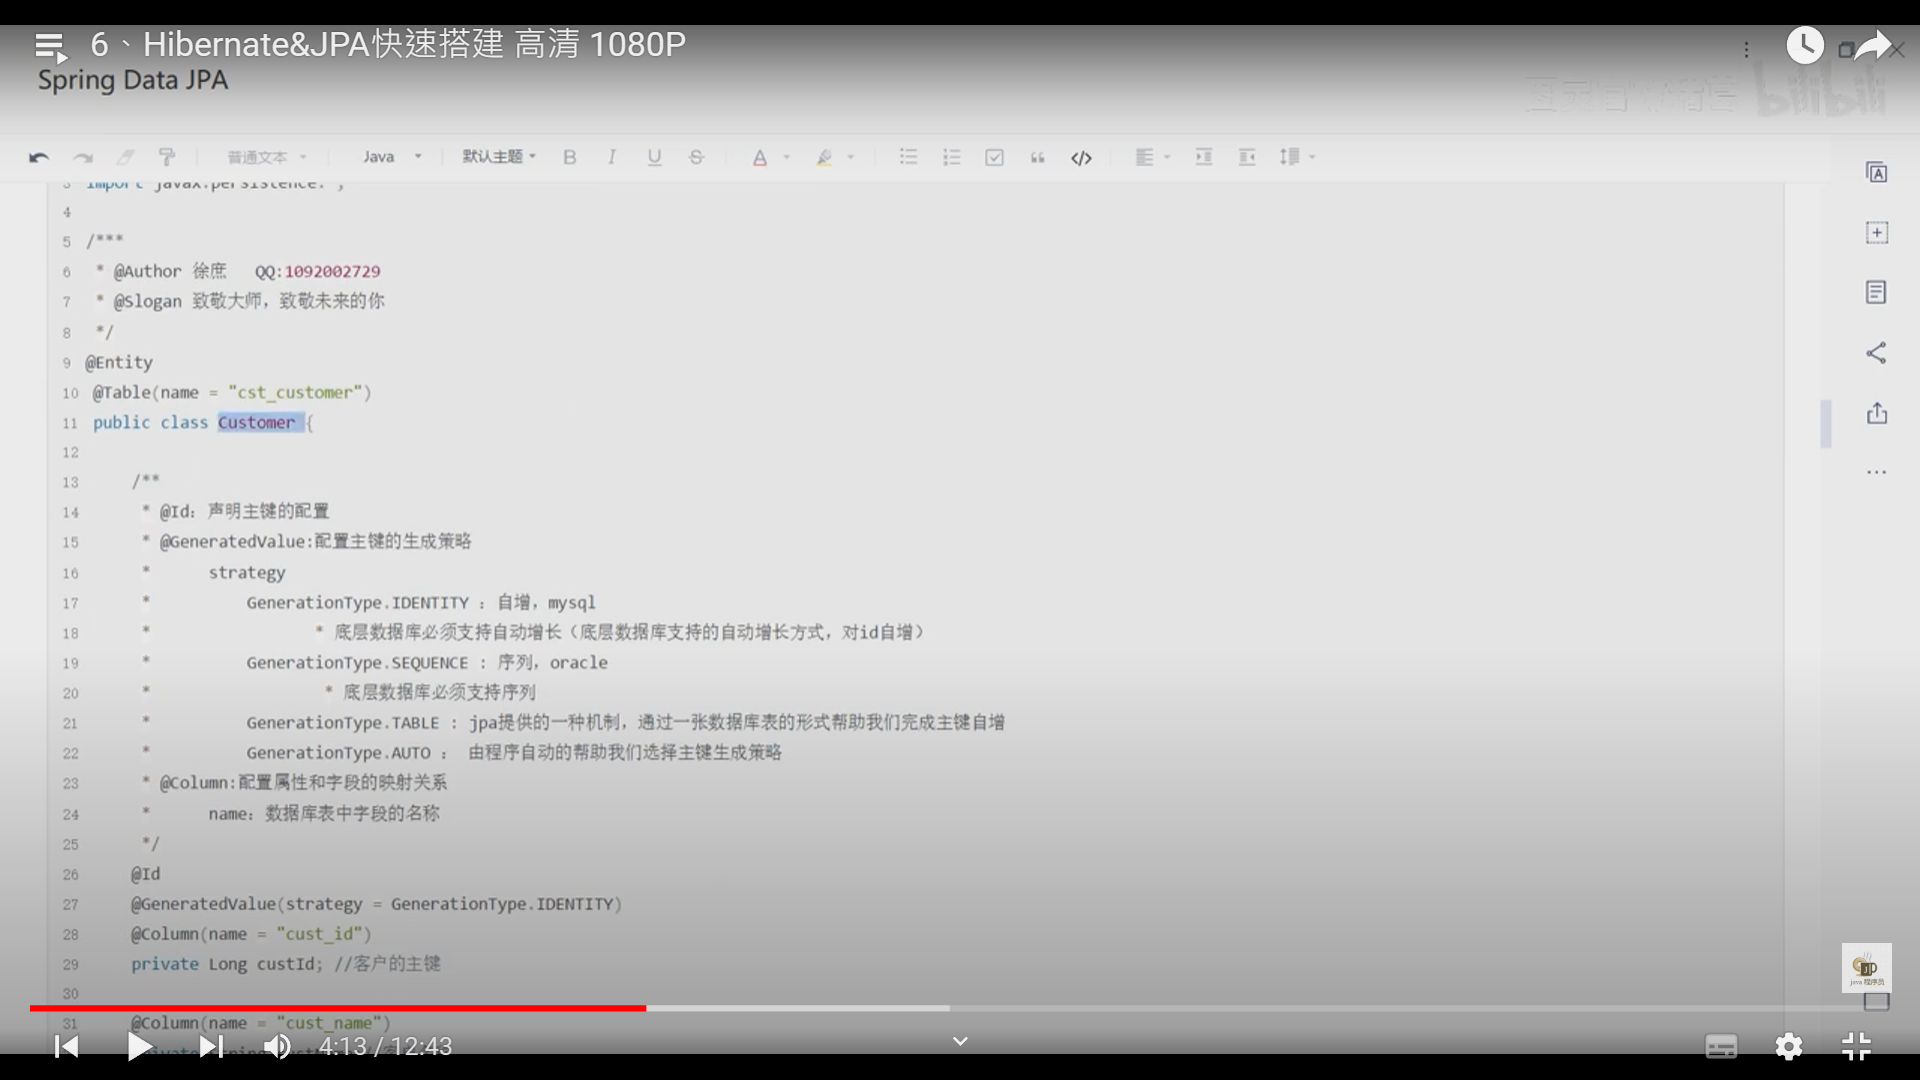 6、Hibernate&JPA快速搭建 高清 1080P
Spring Data JPA
bilibili
普通文本
Java
默认主题
B I U S A
3 import javax.persistence.
4
5 /***
6 * @Author 徐庶 QQ:1092002729
7 * @Slogan 致敬大师，致敬未来的你
8 */
9 @Entity
10 @Table(name = "cst_customer")
11 public class Customer {
12
13 /**
14 * @Id：声明主键的配置
15 * @GeneratedValue:配置主键的生成策略
16 * strategy
17 * GenerationType.IDENTITY ：自增，mysql
18 * * 底层数据库必须支持自动增长（底层数据库支持的自动增长方式，对id自增）
19 * GenerationType.SEQUENCE : 序列，oracle
20 * * 底层数据库必须支持序列
21 * GenerationType.TABLE : jpa提供的一种机制，通过一张数据库表的形式帮助我们完成主键自增
22 * GenerationType.AUTO ： 由程序自动的帮助我们选择主键生成策略
23 * @Column:配置属性和字段的映射关系
24 * name：数据库表中字段的名称
25 */
26 @Id
27 @GeneratedValue(strategy = GenerationType.IDENTITY)
28 @Column(name = "cust_id")
29 private Long custId; //客户的主键
30
31 @Column(name = "cust_name")
4:13 / 12:43
java 程序员